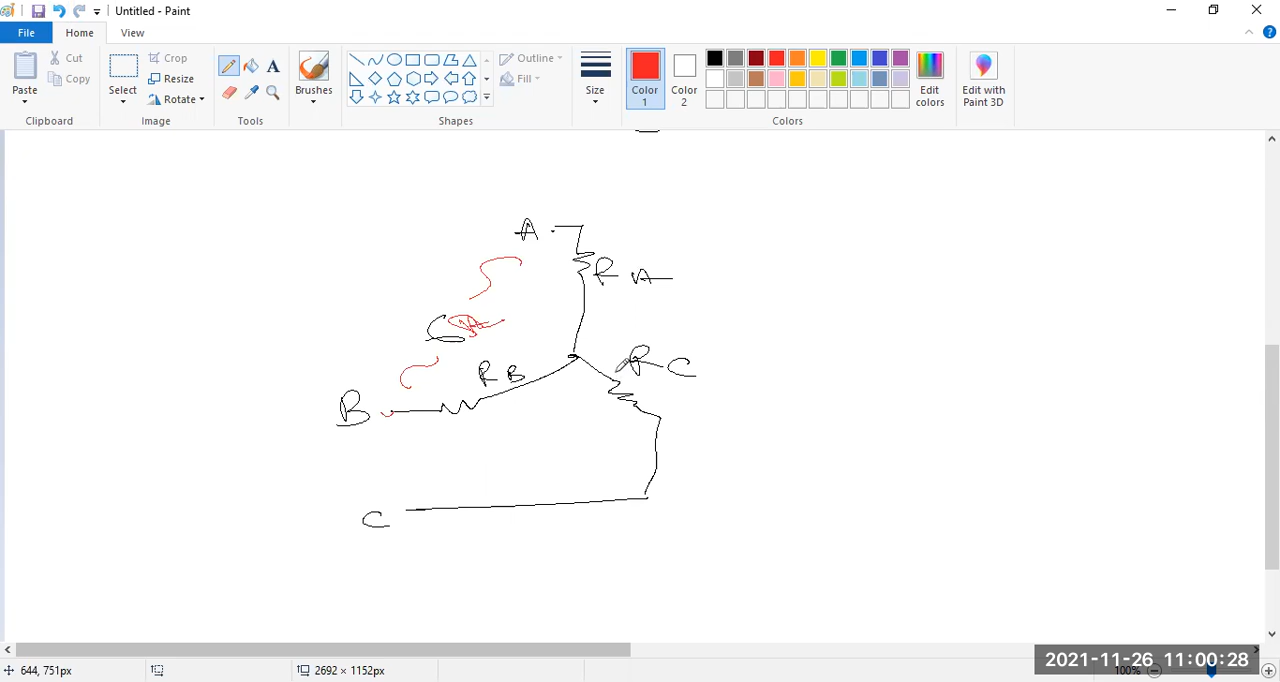 Untitled - Paint
File Home View
Paste
Cut
Copy
Clipboard
Select
Crop
Resize
Rotate
Image
A
Tools
Brushes
Outline
Fill
Shapes
Size
Color 1
Color 2
Edit colors
Colors
Edit with Paint 3D
A
R A
R B
R C
B
C
644, 751px
2692 × 1152px
100%
2021-11-26 11:00:28